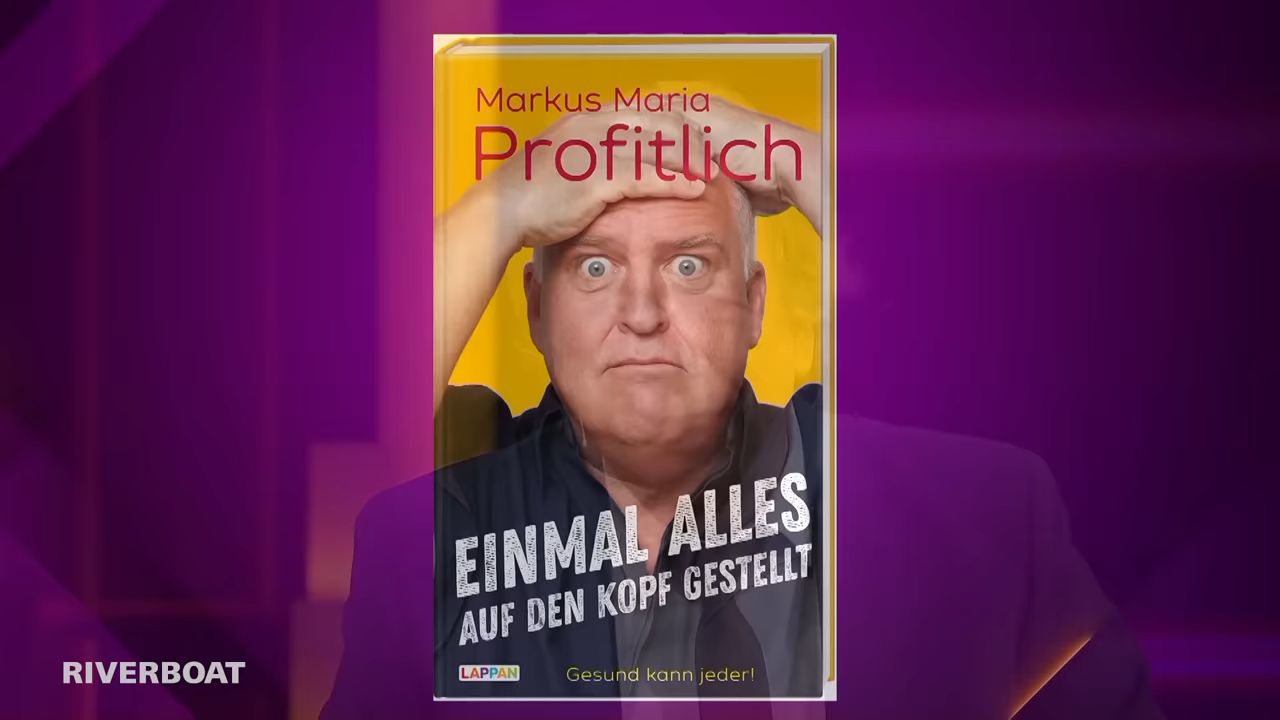 Markus Maria
Profitlich
EINMAL ALLES
AUF DEN KOPF GESTELLT
LAPPAN
Gesund kann jeder!
RIVERBOAT